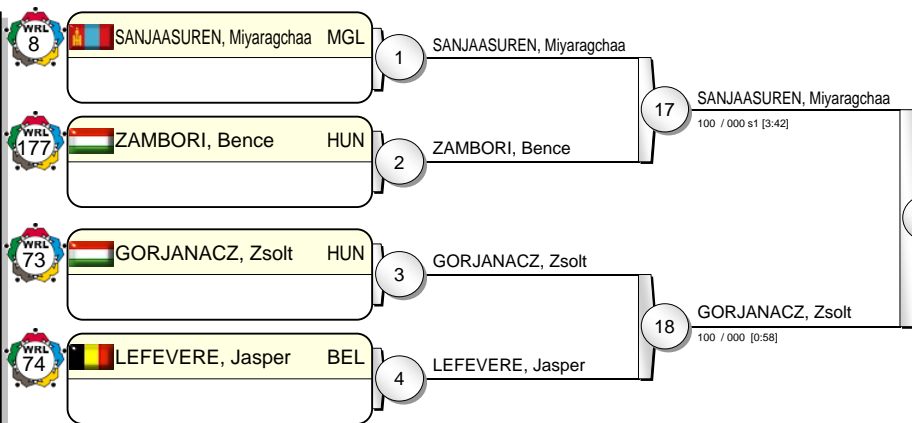 WRL
8
SANJAASUREN, Miyaragchaa MGL
1
SANJAASUREN, Miyaragchaa
17
SANJAASUREN, Miyaragchaa
100 / 000 s1 [3:42]
WRL
177
ZAMBORI, Bence HUN
2
ZAMBORI, Bence
WRL
73
GORJANACZ, Zsolt HUN
3
GORJANACZ, Zsolt
18
GORJANACZ, Zsolt
100 / 000 [0:58]
WRL
74
LEFEVERE, Jasper BEL
4
LEFEVERE, Jasper